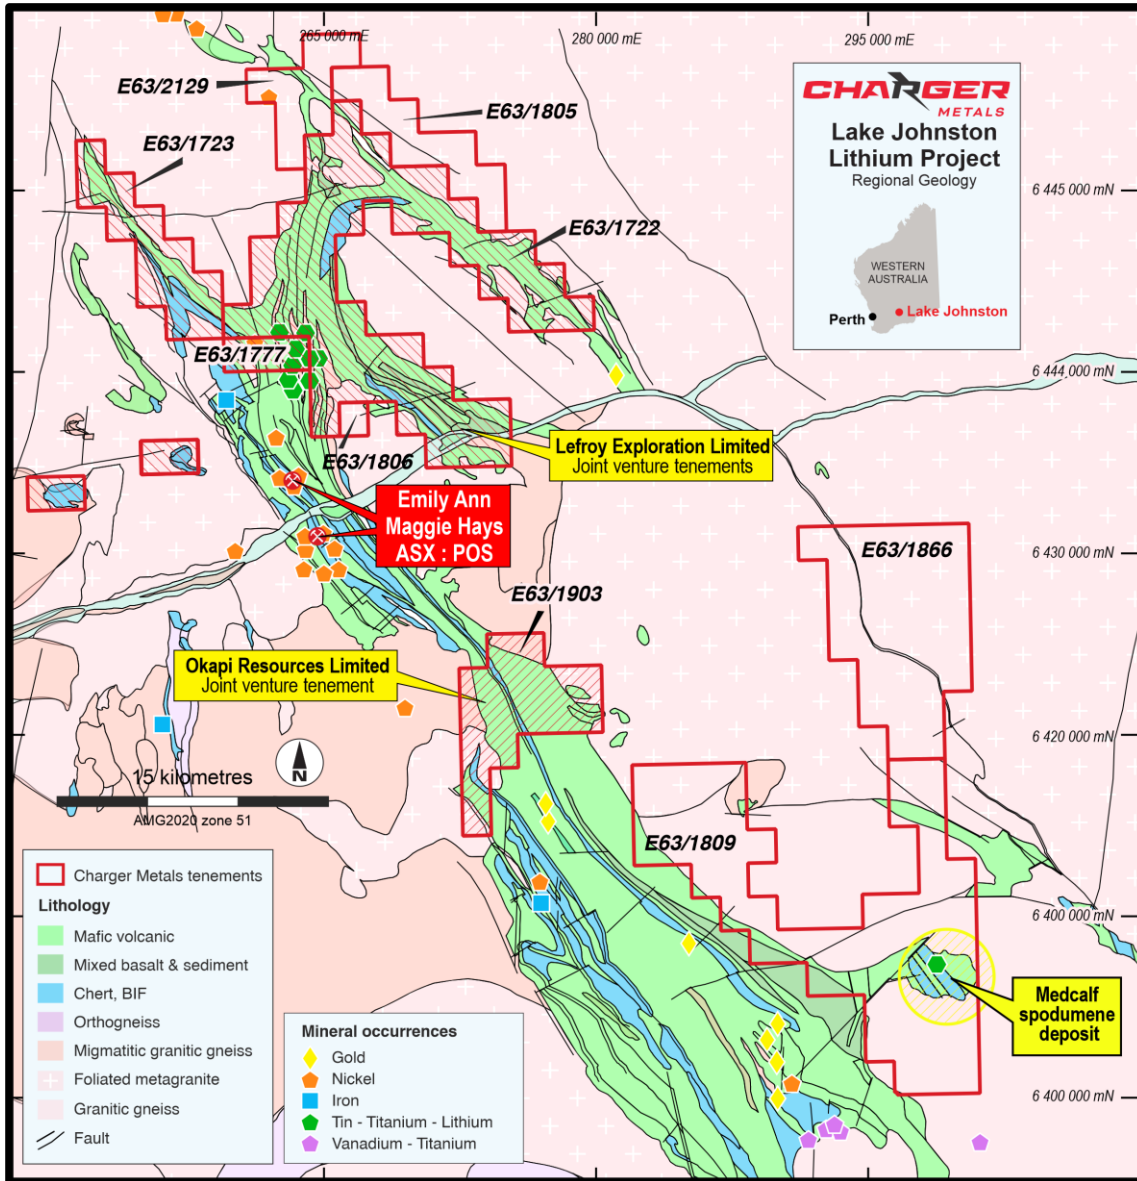 265 000 mE
280 000 mE
295 000 mE
E63/2129
E63/1805
E63/1723
CHARGER
METALS
Lake Johnston
Lithium Project
Regional Geology
WESTERN
AUSTRALIA
Perth
Lake Johnston
6 445 000 mN
E63/1722
E63/1777
6 444 000 mN
E63/1806
Lefroy Exploration Limited
Joint venture tenements
Emily Ann
Maggie Hays
ASX : POS
E63/1866
6 430 000 mN
E63/1903
Okapi Resources Limited
Joint venture tenement
6 420 000 mN
N
15 kilometres
AMG2020 zone 51
E63/1809
6 400 000 mN
Medcalf
spodumene
deposit
6 400 000 mN
Charger Metals tenements
Lithology
Mafic volcanic
Mixed basalt & sediment
Chert, BIF
Orthogneiss
Migmatitic granitic gneiss
Foliated metagranite
Granitic gneiss
Fault
Mineral occurrences
Gold
Nickel
Iron
Tin - Titanium - Lithium
Vanadium - Titanium